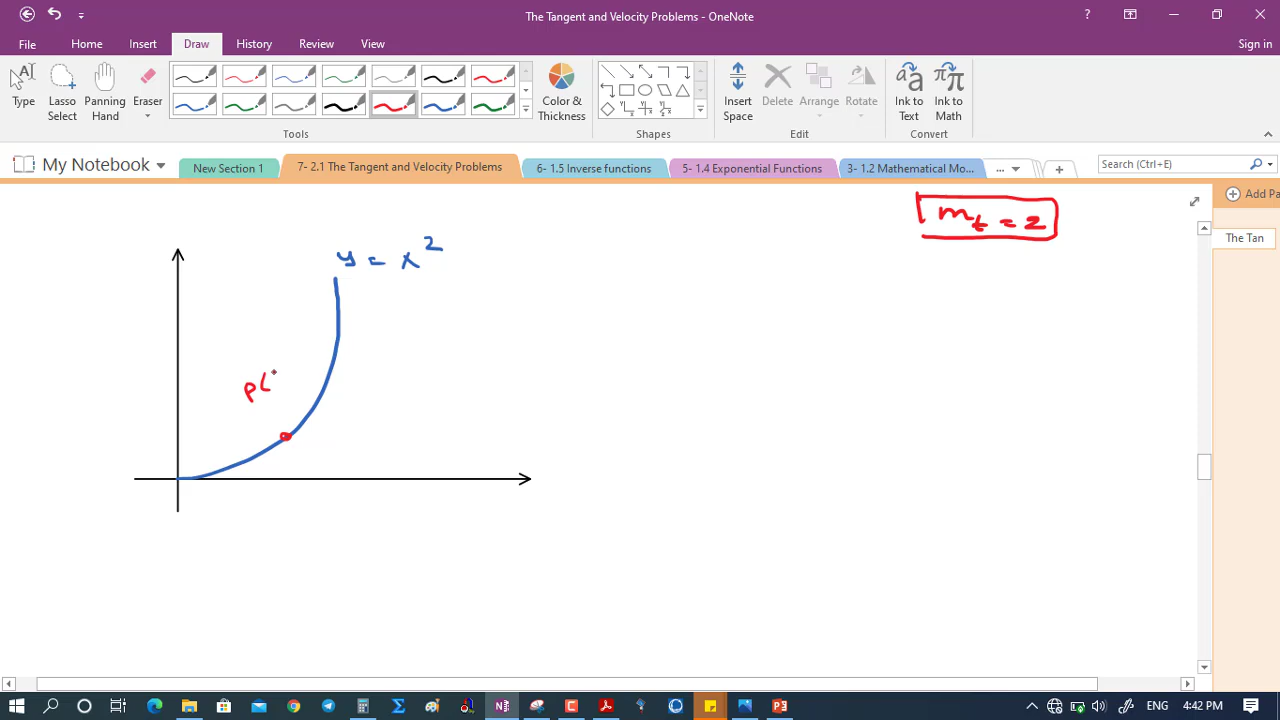 The Tangent and Velocity Problems - OneNote
File Home Insert Draw History Review View Sign in
Type Lasso Select Panning Hand Eraser Color & Thickness Insert Space Delete Arrange Rotate Ink to Text Ink to Math
Tools Shapes Edit Convert
My Notebook New Section 1 7- 2.1 The Tangent and Velocity Problems 6- 1.5 Inverse functions 5- 1.4 Exponential Functions 3- 1.2 Mathematical Mo... ... + Search (Ctrl+E)
Add Pa
m_t = 2
The Tan
y = x^2
P(
ENG 4:42 PM